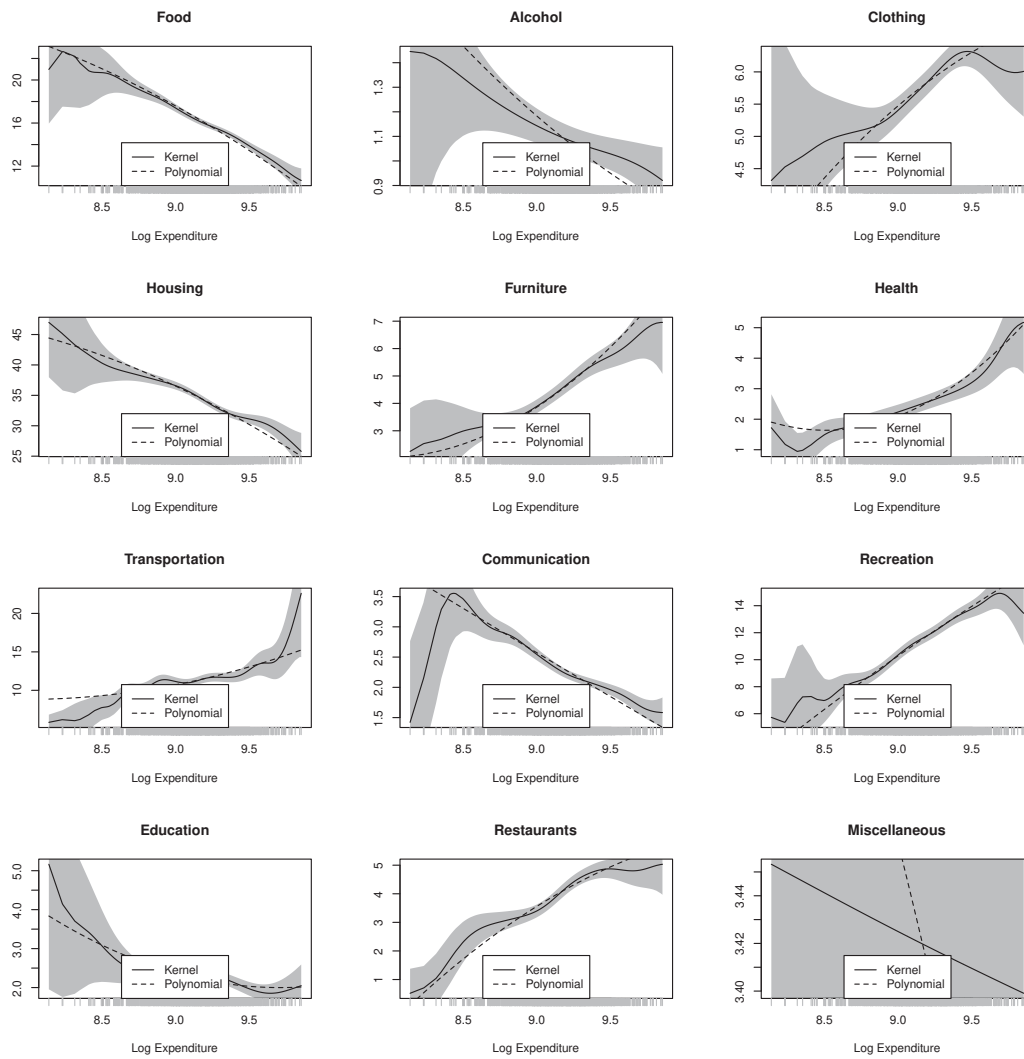 Food
20
16
12
Kernel
Polynomial
8.5 9.0 9.5
Log Expenditure
Alcohol
1.3
1.1
0.9
Kernel
Polynomial
8.5 9.0 9.5
Log Expenditure
Clothing
6.0
5.5
5.0
4.5
Kernel
Polynomial
8.5 9.0 9.5
Log Expenditure
Housing
45
40
35
30
25
Kernel
Polynomial
8.5 9.0 9.5
Log Expenditure
Furniture
7
6
5
3
Kernel
Polynomial
8.5 9.0 9.5
Log Expenditure
Health
5
4
3
2
1
Kernel
Polynomial
8.5 9.0 9.5
Log Expenditure
Transportation
20
15
10
Kernel
Polynomial
8.5 9.0 9.5
Log Expenditure
Communication
3.5
3.0
2.5
2.0
1.5
Kernel
Polynomial
8.5 9.0 9.5
Log Expenditure
Recreation
14
12
10
8
6
Kernel
Polynomial
8.5 9.0 9.5
Log Expenditure
Education
5.0
4.0
3.0
2.0
Kernel
Polynomial
8.5 9.0 9.5
Log Expenditure
Restaurants
5
4
2
1
Kernel
Polynomial
8.5 9.0 9.5
Log Expenditure
Miscellaneous
3.44
3.42
3.40
Kernel
Polynomial
8.5 9.0 9.5
Log Expenditure